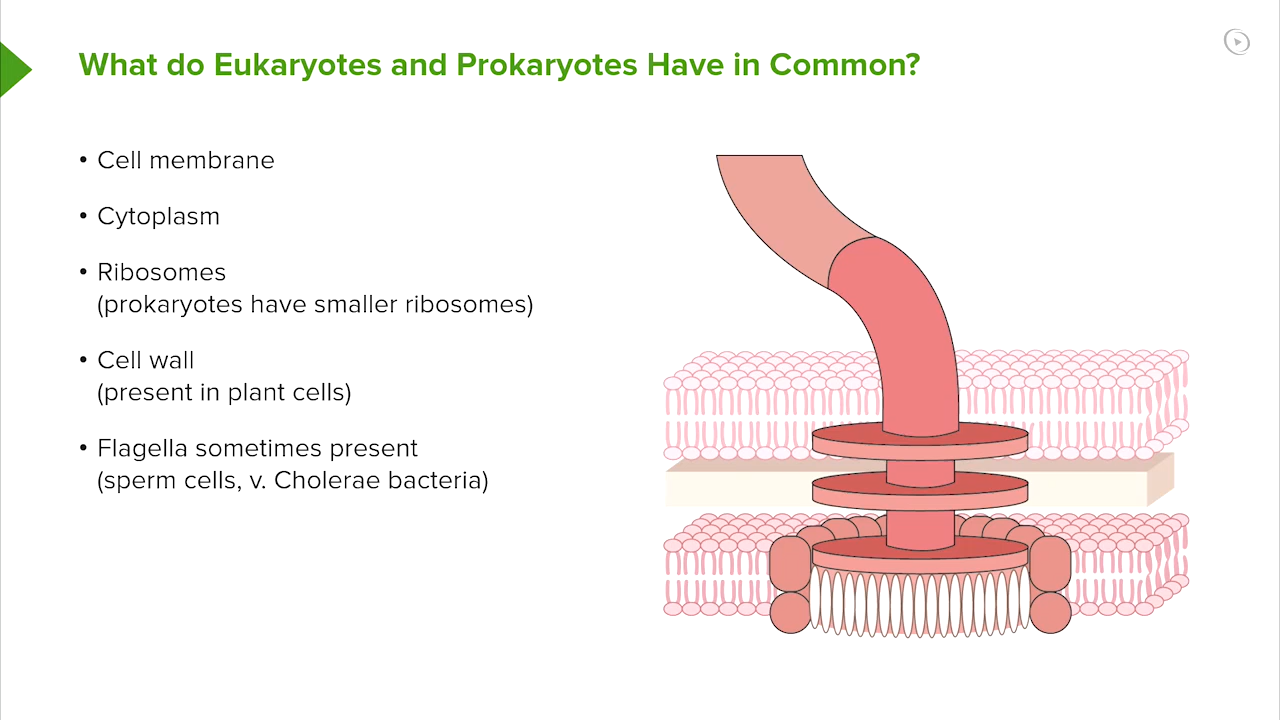 What do Eukaryotes and Prokaryotes Have in Common?
• Cell membrane
• Cytoplasm
• Ribosomes
(prokaryotes have smaller ribosomes)
• Cell wall
(present in plant cells)
• Flagella sometimes present
(sperm cells, v. Cholerae bacteria)